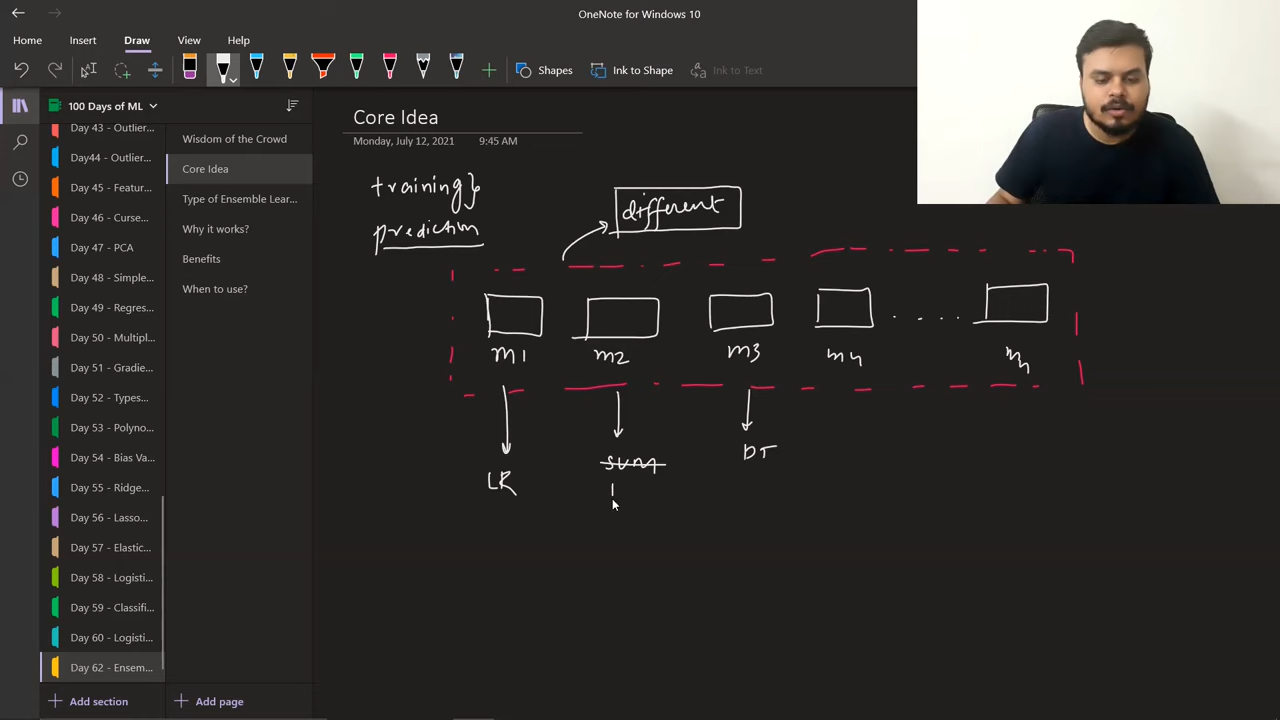 OneNote for Windows 10
Home
Insert
Draw
View
Help
Shapes
Ink to Shape
Ink to Text
100 Days of ML
Day 43 - Outlier...
Day44 - Outlier...
Day 45 - Featur...
Day 46 - Curse...
Day 47 - PCA
Day 48 - Simple...
Day 49 - Regres...
Day 50 - Multipl...
Day 51 - Gradie...
Day 52 - Types...
Day 53 - Polyno...
Day 54 - Bias Va...
Day 55 - Ridge...
Day 56 - Lasso...
Day 57 - Elastic...
Day 58 - Logisti...
Day 59 - Classifi...
Day 60 - Logisti...
Day 62 - Ensem...
Add section
Wisdom of the Crowd
Core Idea
Type of Ensemble Lear...
Why it works?
Benefits
When to use?
Add page
Core Idea
Monday, July 12, 2021
9:45 AM
training}
prediction
different
m1
m2
m3
m4
. . . .
mn
LR
SVM
DT